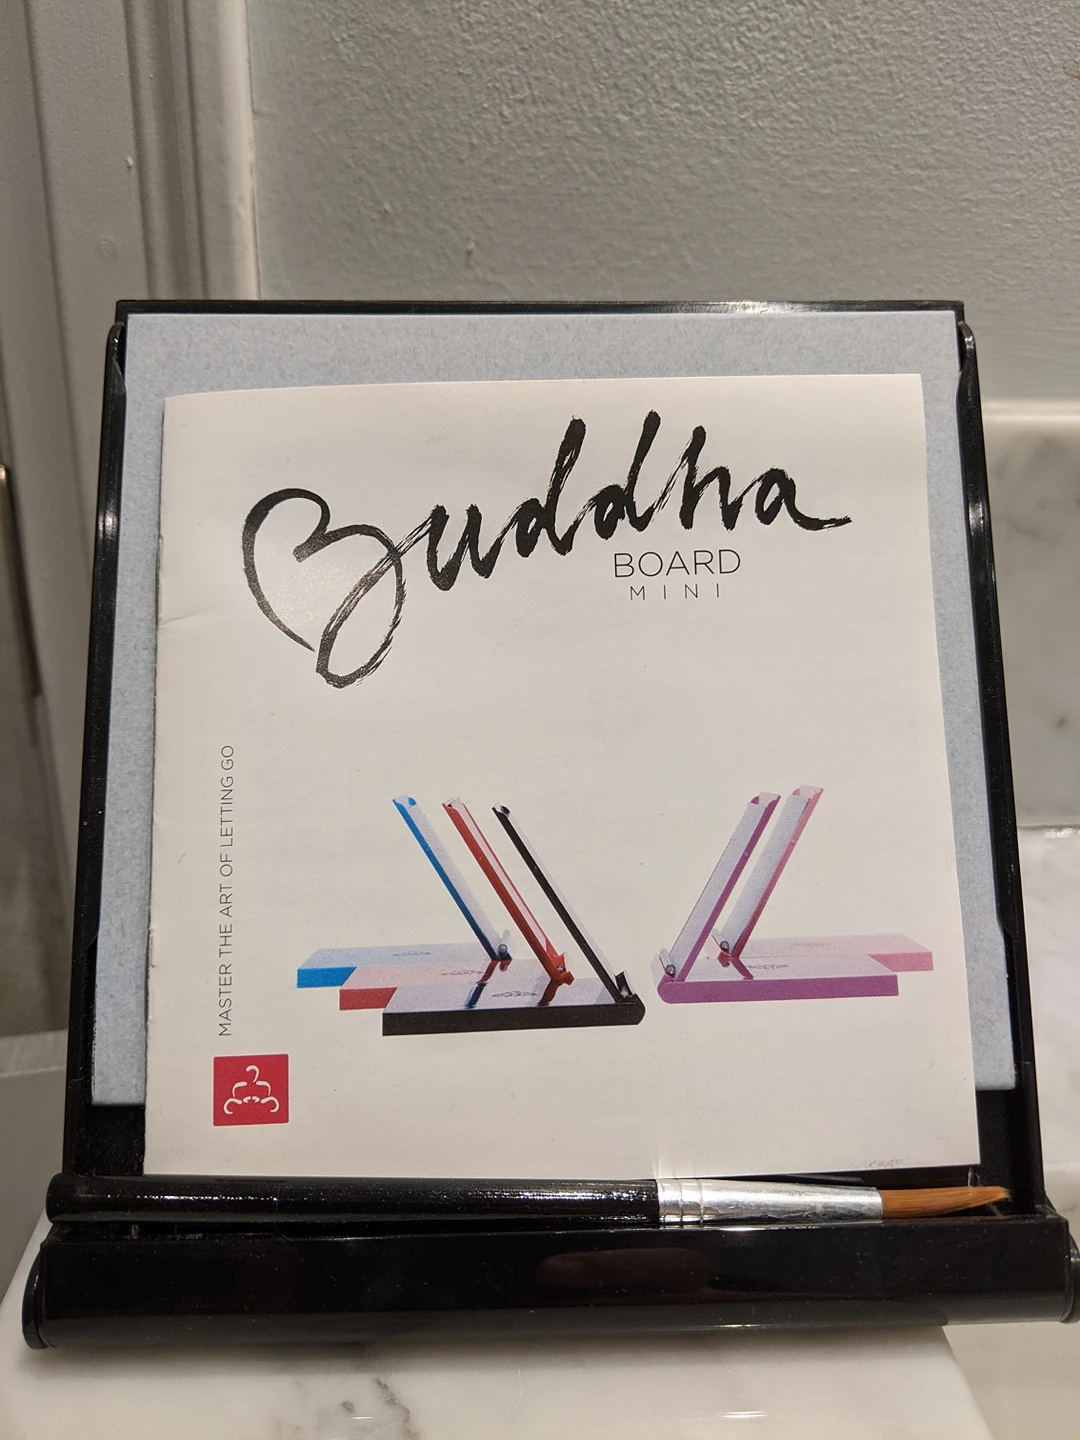 Buddha
BOARD
MINI
MASTER THE ART OF LETTING GO